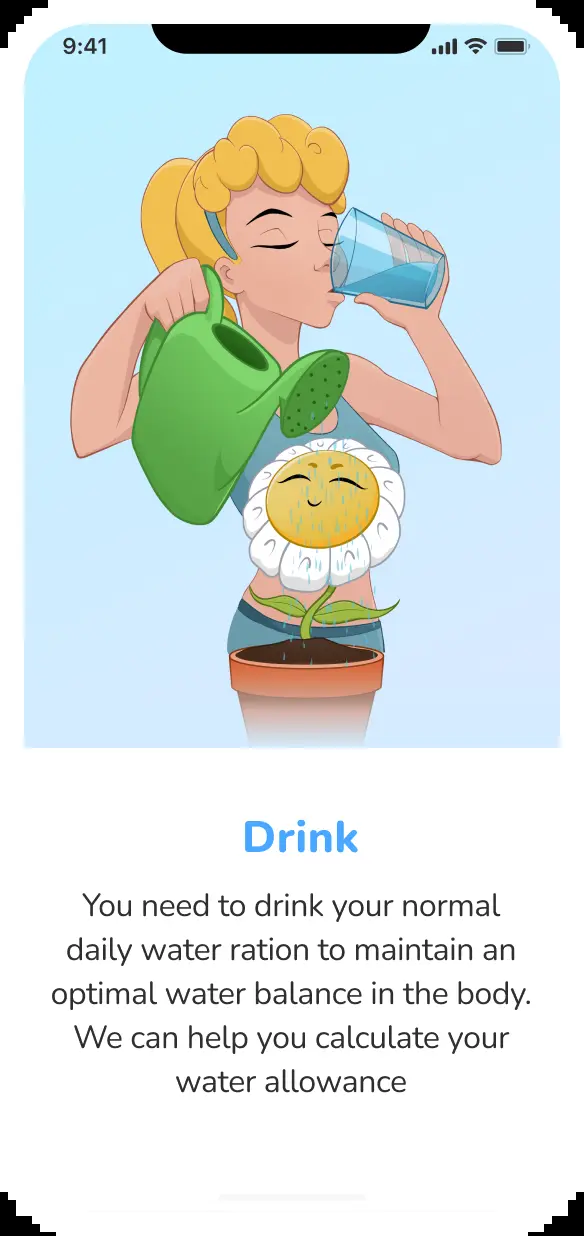 9:41
Drink
You need to drink your normal
daily water ration to maintain an
optimal water balance in the body.
We can help you calculate your
water allowance